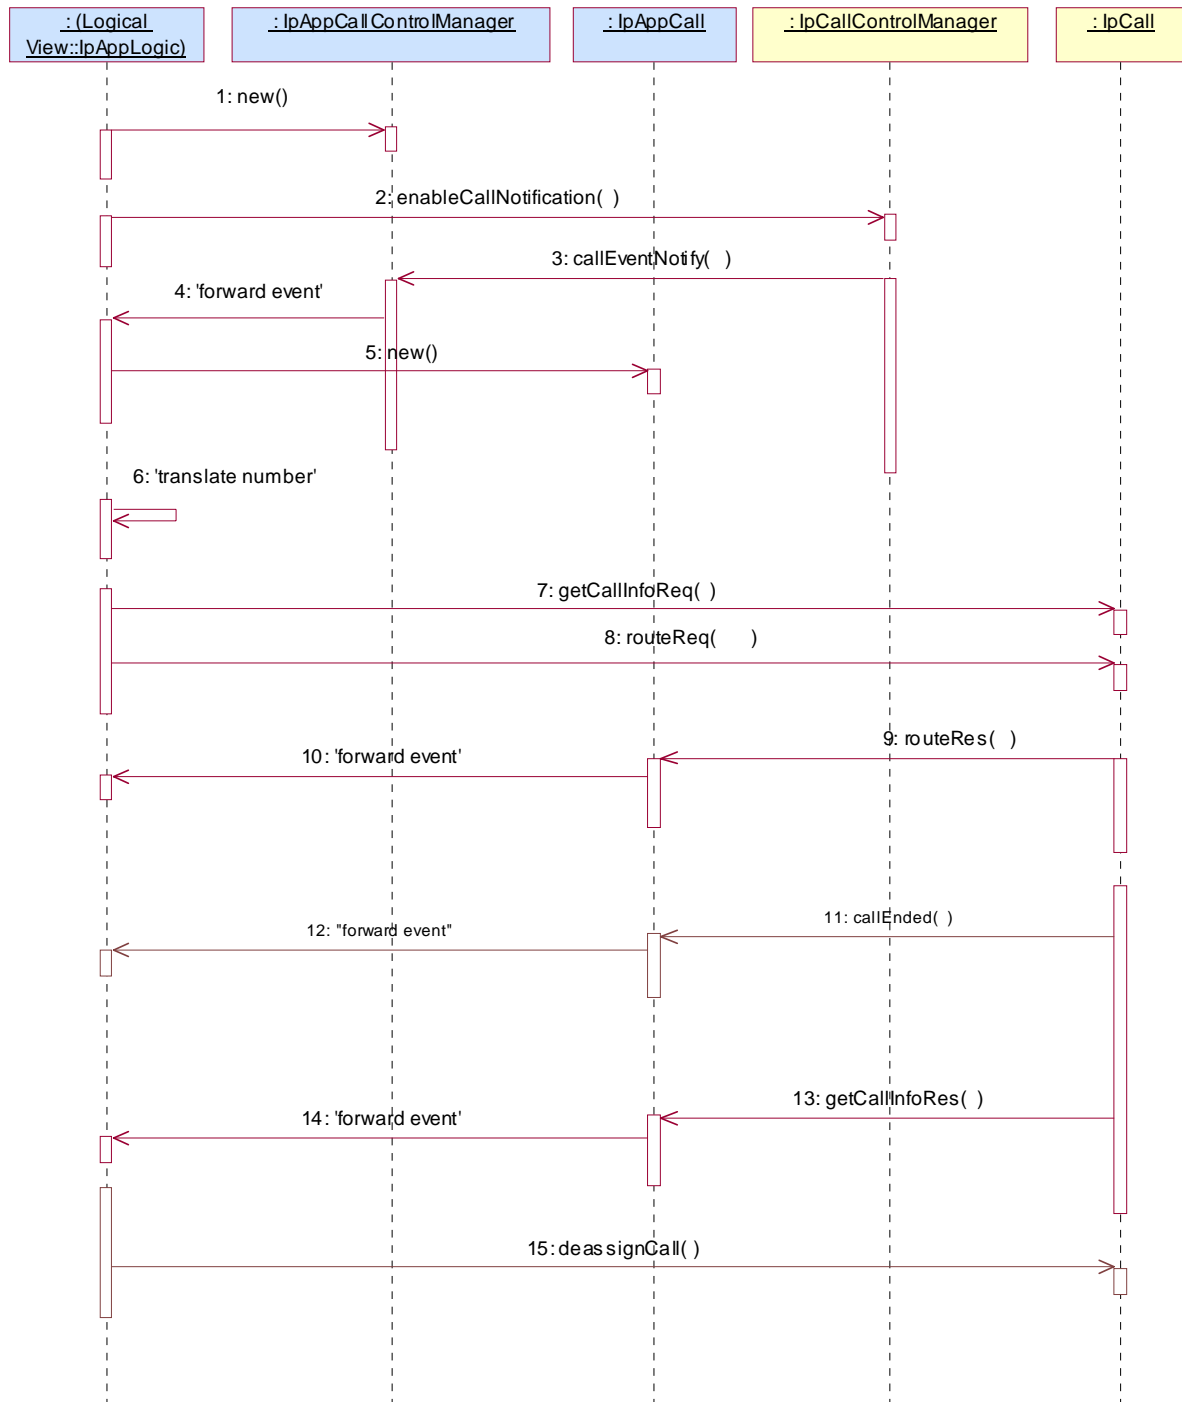 : (Logical
View::IpAppLogic)
: IpAppCallControlManager
: IpAppCall
: IpCallControlManager
: IpCall
1: new()
2: enableCallNotification( )
3: callEventNotify( )
4: 'forward event'
5: new()
6: 'translate number'
7: getCallInfoReq( )
8: routeReq( )
9: routeRes( )
10: 'forward event'
11: callEnded( )
12: "forward event"
13: getCallInfoRes( )
14: 'forward event'
15: deassignCall( )